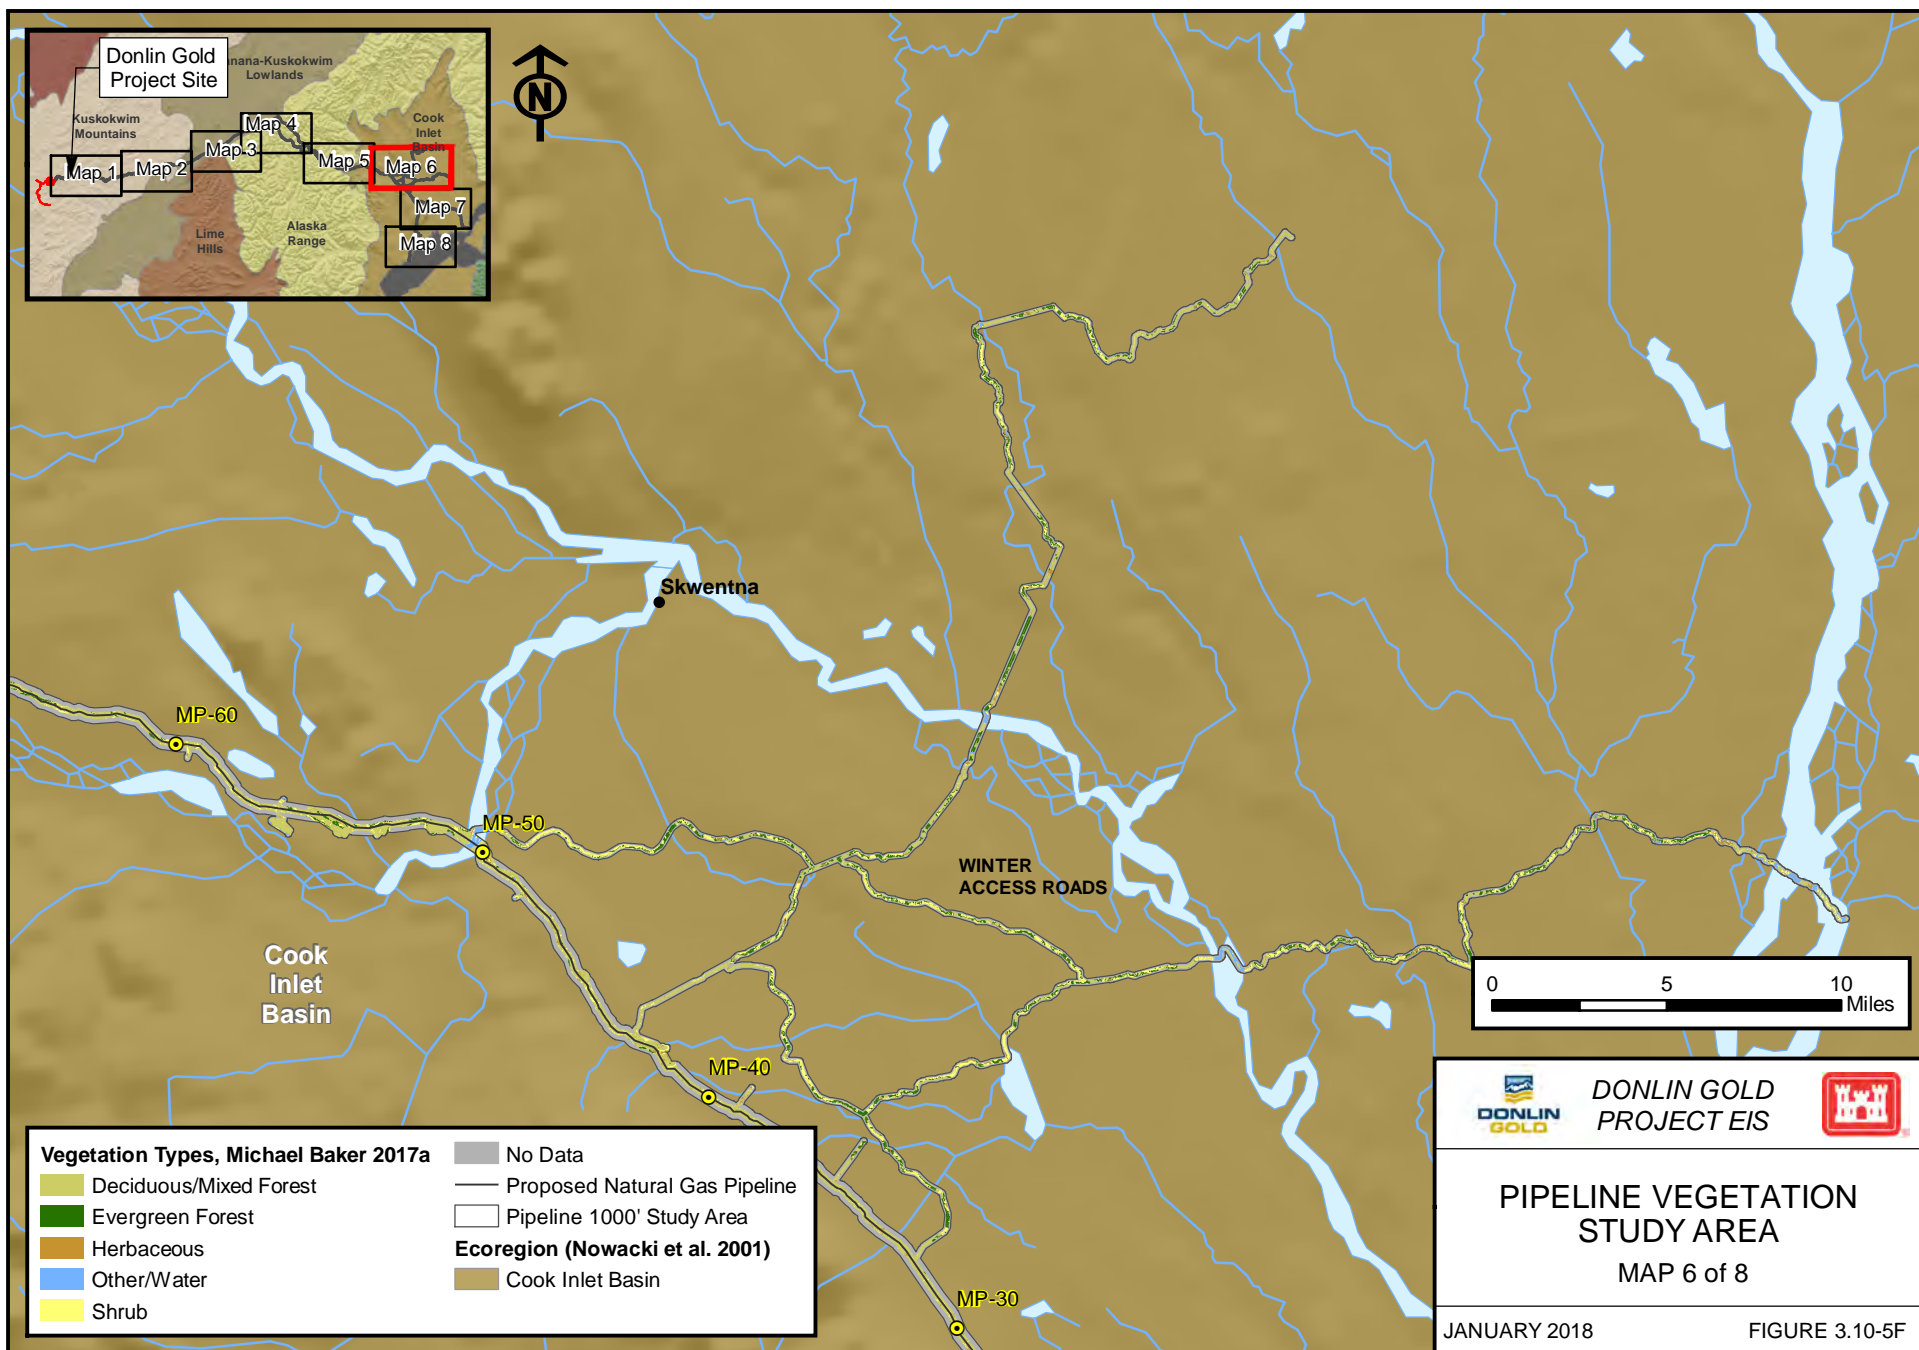 Donlin Gold
Project Site
Kuskokwim
Mountains
Lowlands
Cook
Inlet
Basin
Lime
Hills
Alaska
Range
Map 1
Map 2
Map 3
Map 4
Map 5
Map 6
Map 7
Map 8
N
Skwentna
MP-60
MP-50
WINTER
ACCESS ROADS
Cook
Inlet
Basin
MP-40
MP-30
0 5 10
Miles
Vegetation Types, Michael Baker 2017a
Deciduous/Mixed Forest
Evergreen Forest
Herbaceous
Other/Water
Shrub
No Data
Proposed Natural Gas Pipeline
Pipeline 1000' Study Area
Ecoregion (Nowacki et al. 2001)
Cook Inlet Basin
DONLIN
GOLD
DONLIN GOLD
PROJECT EIS
PIPELINE VEGETATION
STUDY AREA
MAP 6 of 8
JANUARY 2018
FIGURE 3.10-5F